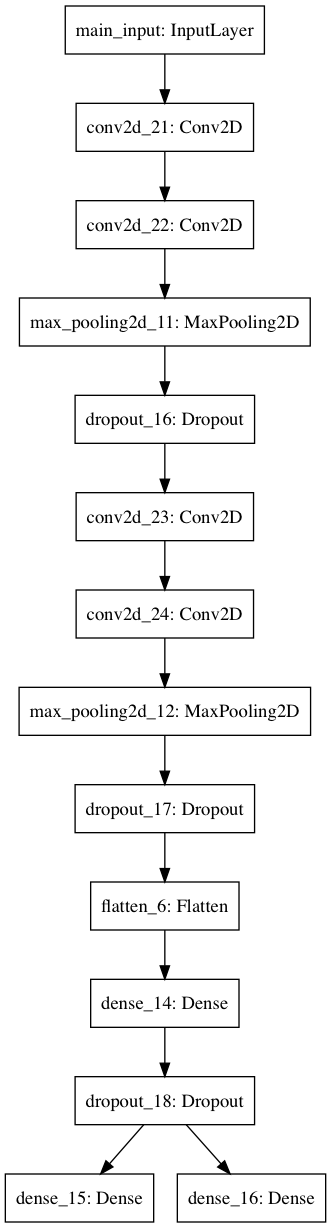 main_input: InputLayer
conv2d_21: Conv2D
conv2d_22: Conv2D
max_pooling2d_11: MaxPooling2D
dropout_16: Dropout
conv2d_23: Conv2D
conv2d_24: Conv2D
max_pooling2d_12: MaxPooling2D
dropout_17: Dropout
flatten_6: Flatten
dense_14: Dense
dropout_18: Dropout
dense_15: Dense
dense_16: Dense